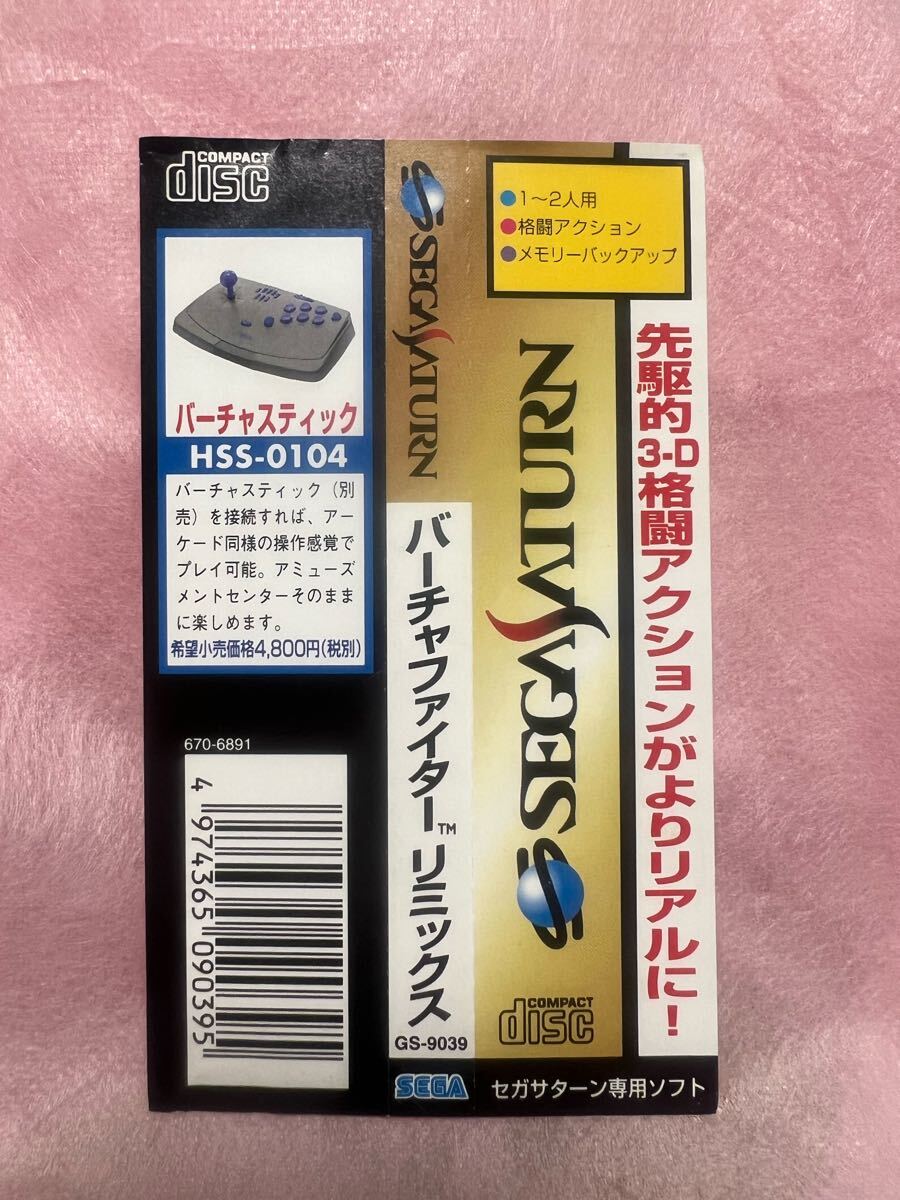 COMPACT
disc
バーチャスティック
HSS-0104
バーチャスティック（別
売）を接続すれば、アー
ケード同様の操作感覚で
プレイ可能。アミューズ
メントセンターそのまま
に楽しめます。
希望小売価格4,800円(税別)
670-6891
4 974365 090395
SEGA SATURN
バーチャファイター™ リミックス
GS-9039
SEGA
●1〜2人用
●格闘アクション
●メモリーバックアップ
SEGA SATURN
COMPACT
disc
先駆的3-D格闘アクションがよりリアルに！
セガサターン専用ソフト